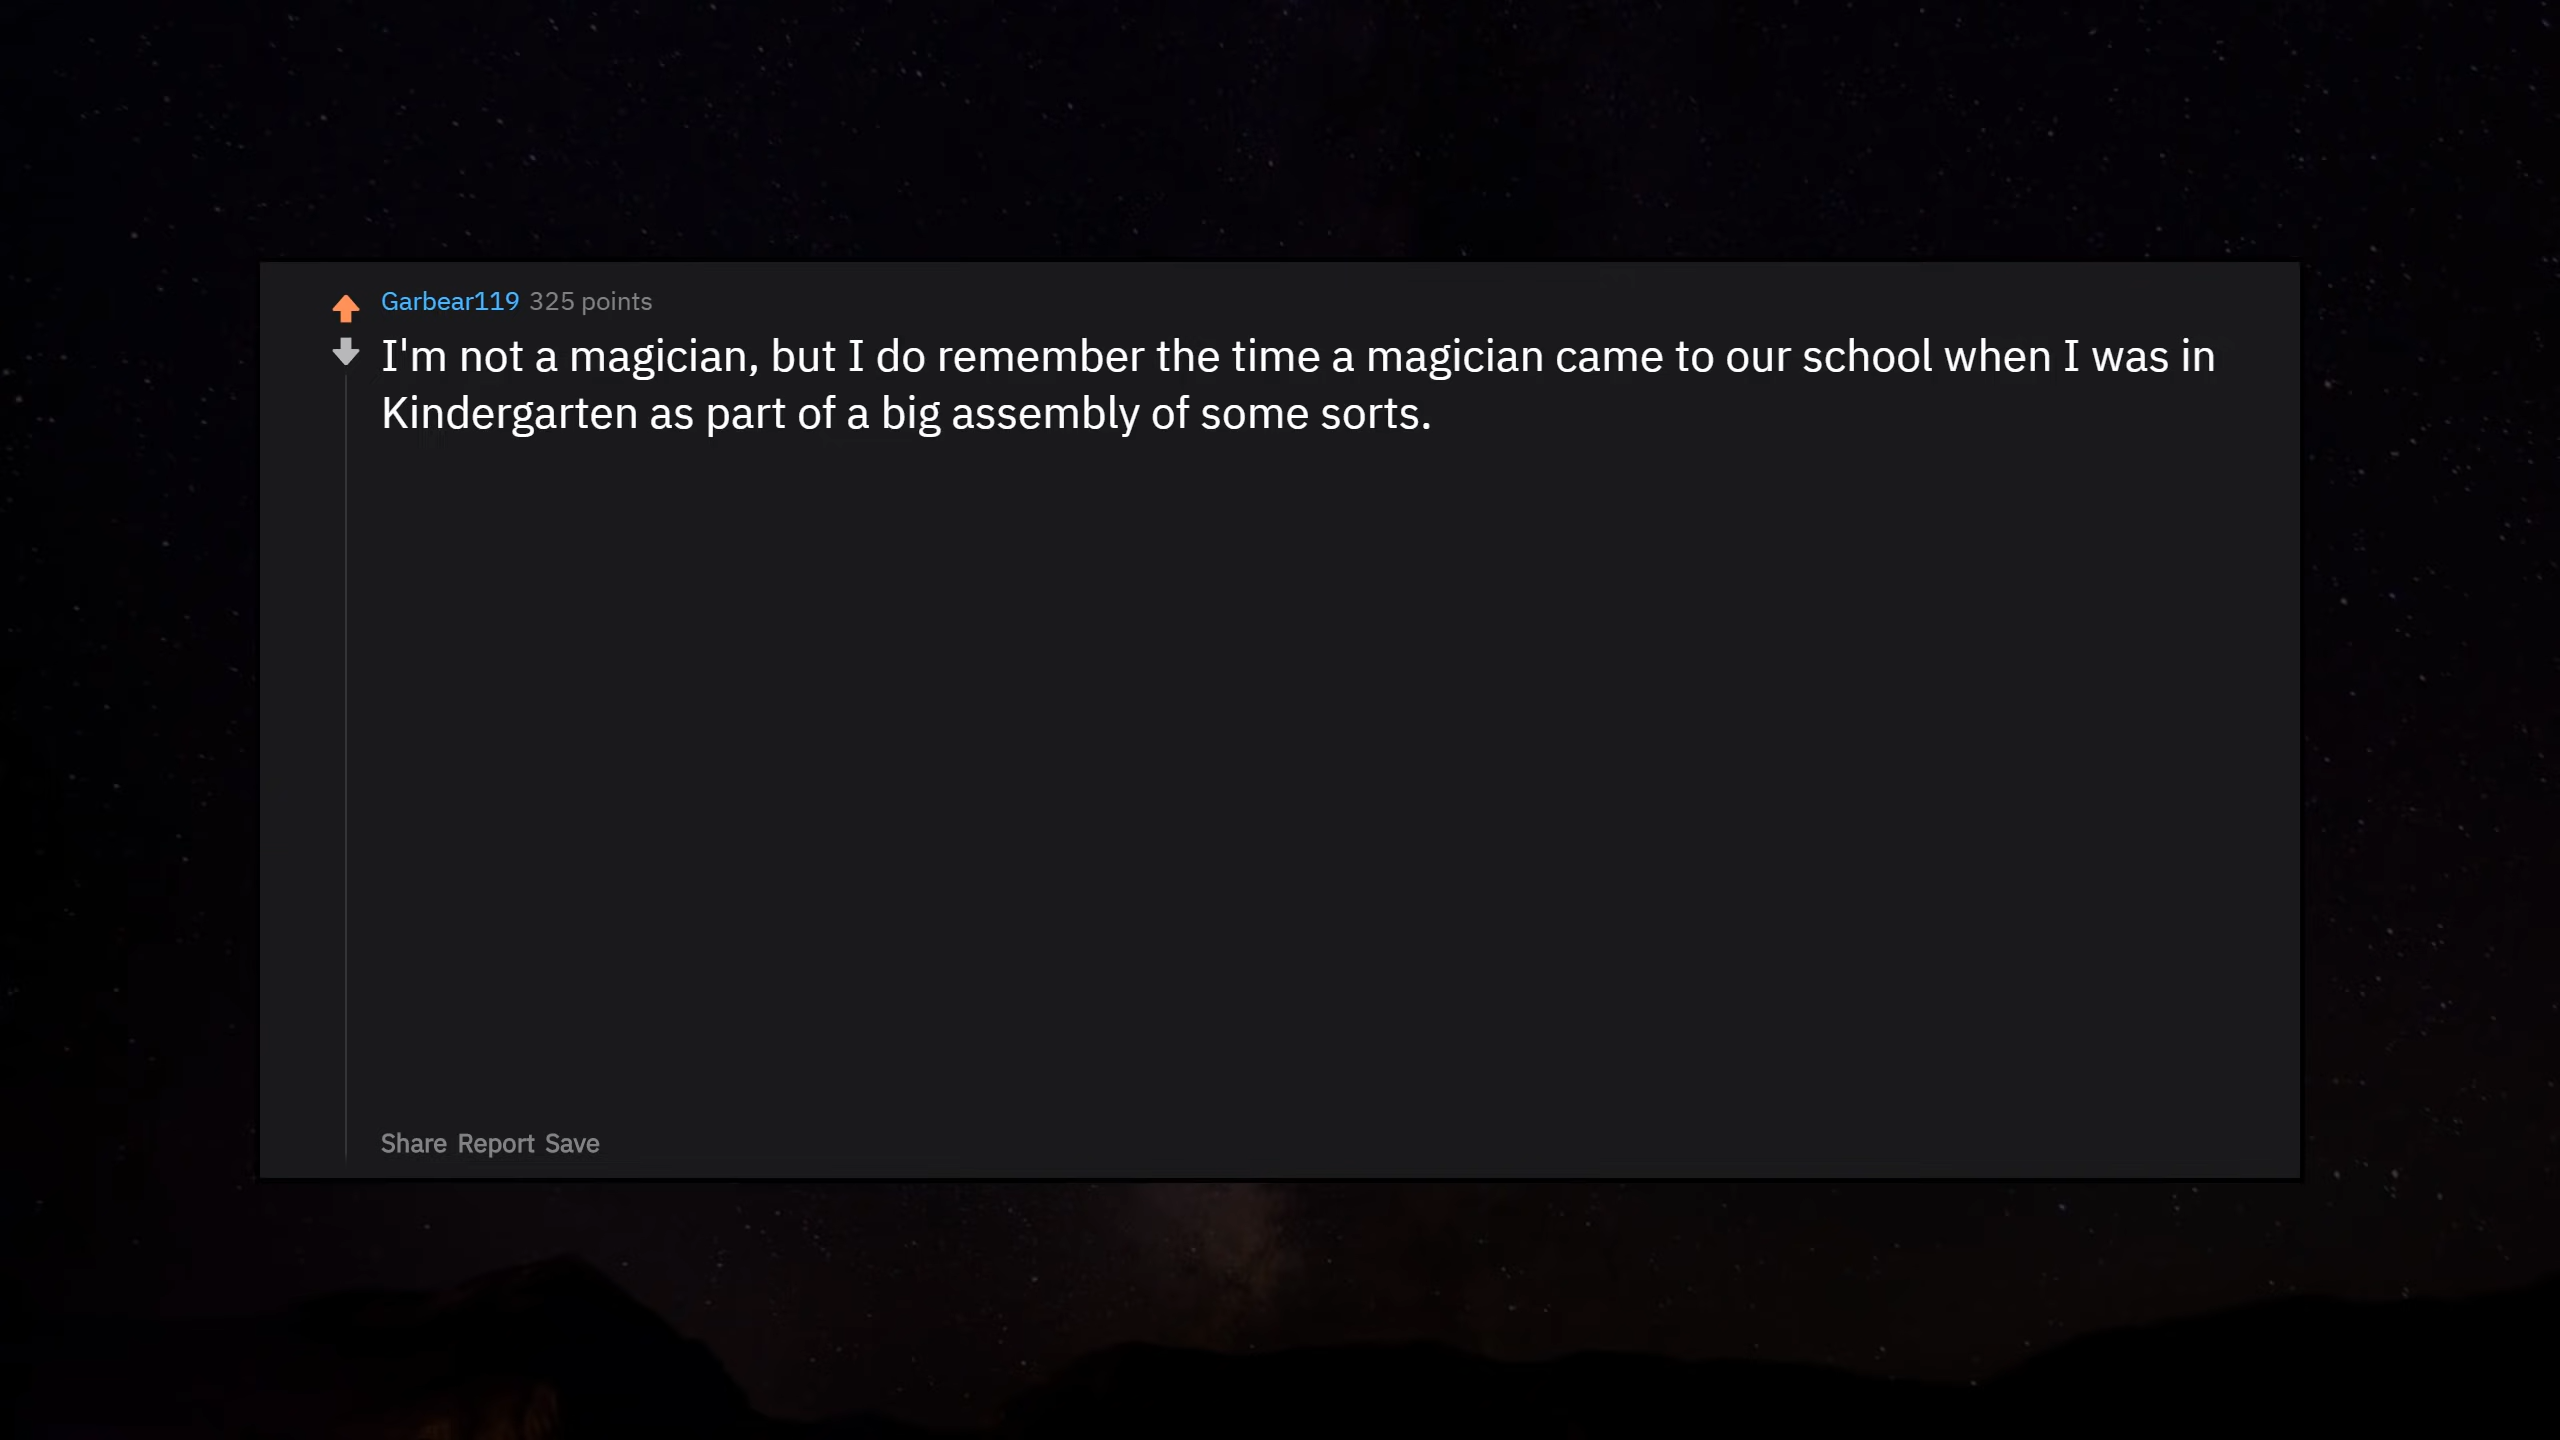 Garbear119 325 points
I'm not a magician, but I do remember the time a magician came to our school when I was in
Kindergarten as part of a big assembly of some sorts.
Share Report Save